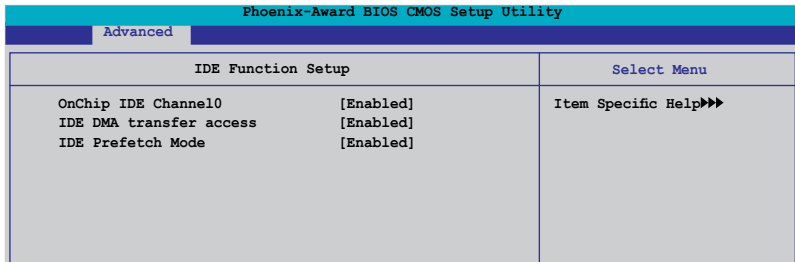 Phoenix-Award BIOS CMOS Setup Utility
Advanced
IDE Function Setup
Select Menu
OnChip IDE Channel0 [Enabled]
IDE DMA transfer access [Enabled]
IDE Prefetch Mode [Enabled]
Item Specific Help